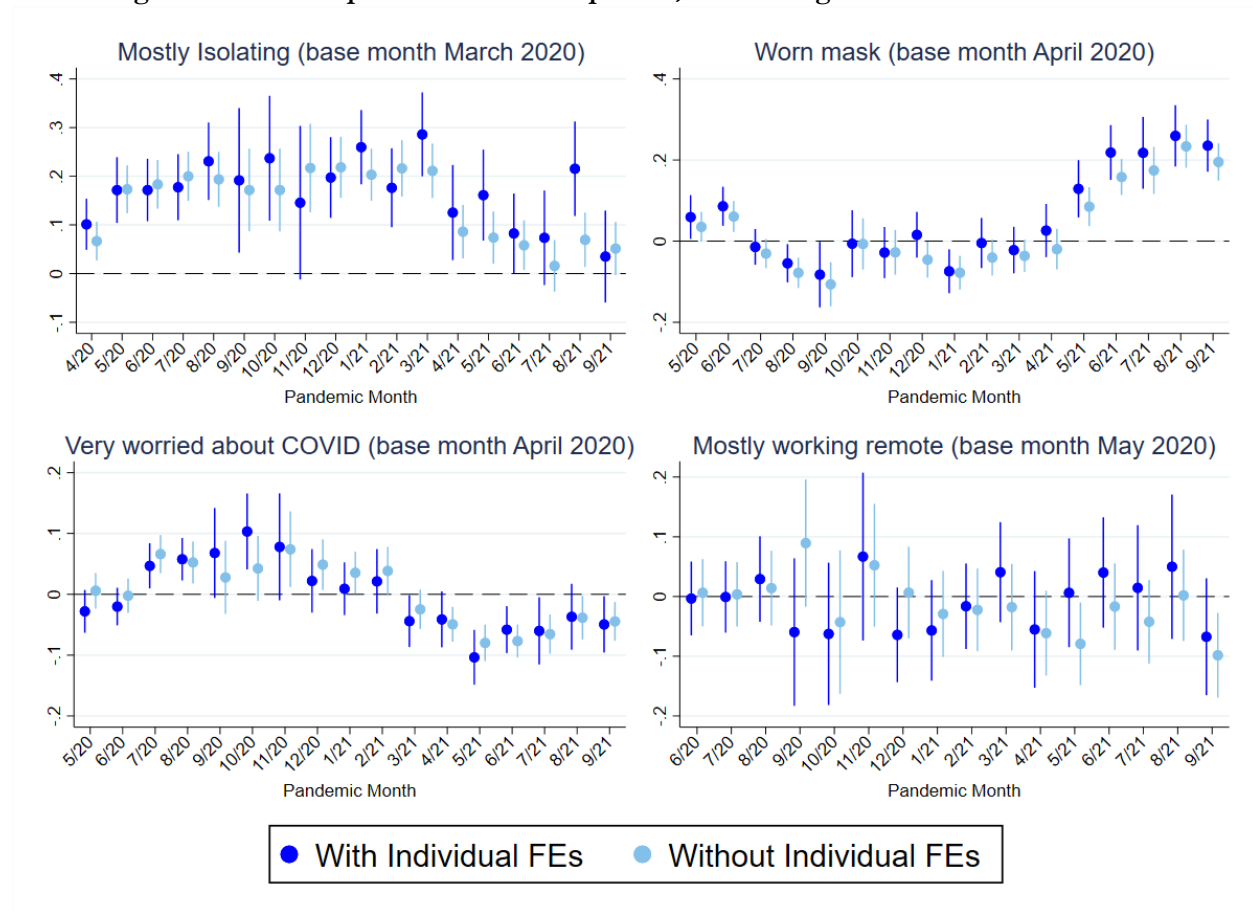 Mostly Isolating (base month March 2020)
.4
.3
.2
.1
0
-.1
4/20 5/20 6/20 7/20 8/20 9/20 10/20 11/20 12/20 1/21 2/21 3/21 4/21 5/21 6/21 7/21 8/21 9/21
Pandemic Month
Worn mask (base month April 2020)
.4
.2
0
-.2
5/20 6/20 7/20 8/20 9/20 10/20 11/20 12/20 1/21 2/21 3/21 4/21 5/21 6/21 7/21 8/21 9/21
Pandemic Month
Very worried about COVID (base month April 2020)
.2
.1
0
-.1
-.2
5/20 6/20 7/20 8/20 9/20 10/20 11/20 12/20 1/21 2/21 3/21 4/21 5/21 6/21 7/21 8/21 9/21
Pandemic Month
Mostly working remote (base month May 2020)
.2
.1
0
-.1
-.2
6/20 7/20 8/20 9/20 10/20 11/20 12/20 1/21 2/21 3/21 4/21 5/21 6/21 7/21 8/21 9/21
Pandemic Month
With Individual FEs
Without Individual FEs